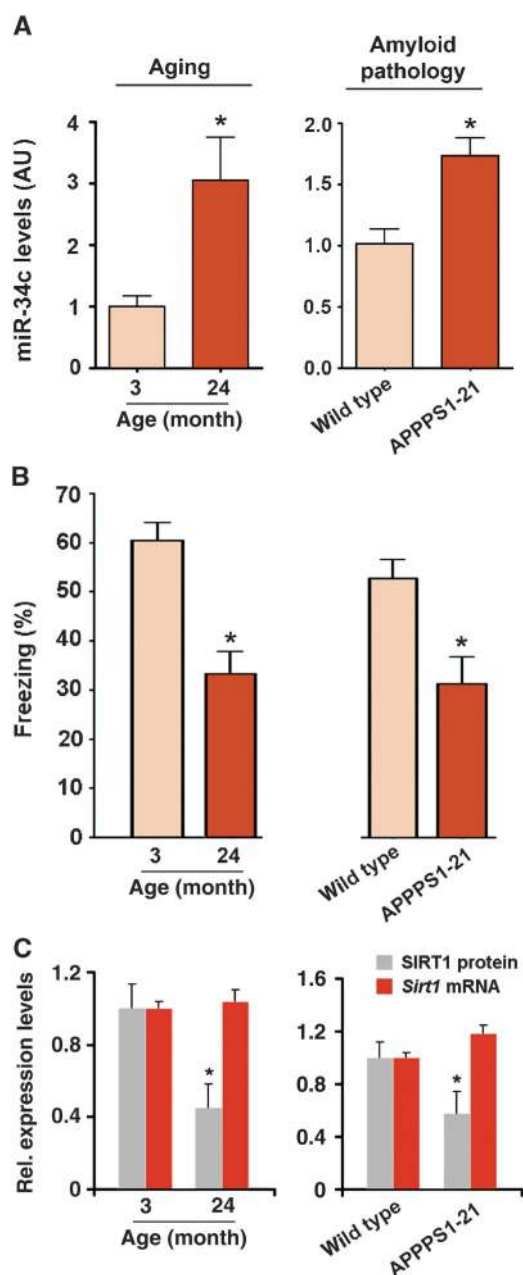 A
Aging
Amyloid
pathology
miR-34c levels (AU)
4
3
2
1
0
*
3 24
Age (month)
2.0
1.5
1.0
0.5
0.0
*
Wild type
APPPS1-21
B
Freezing (%)
70
60
50
40
30
20
10
0
*
3 24
Age (month)
*
Wild type
APPPS1-21
C
Rel. expression levels
1.2
0.8
0.4
0
*
3 24
Age (month)
SIRT1 protein
Sirt1 mRNA
1.6
1.2
0.8
0.4
0
*
Wild type
APPPS1-21